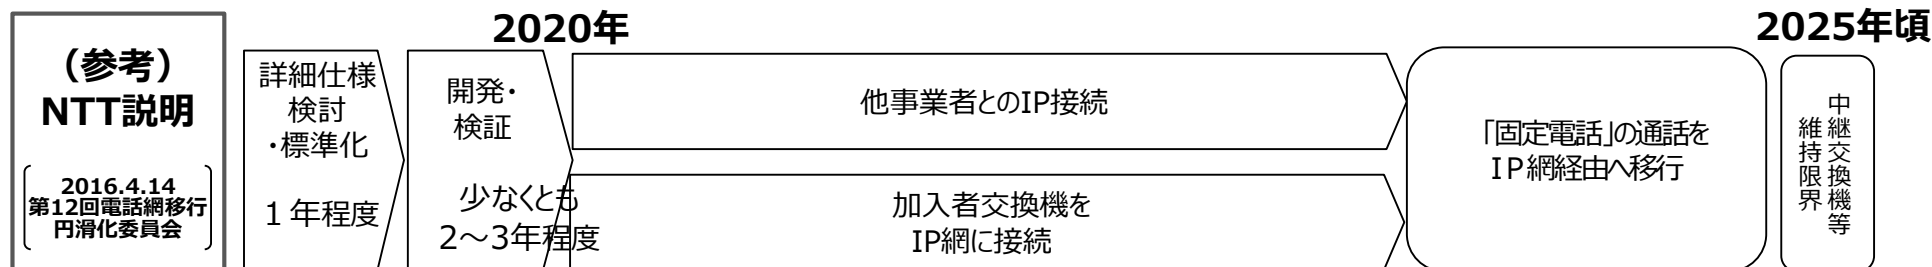 2020年
2025年頃
（参考）
NTT説明
2016.4.14
第12回電話網移行
円滑化委員会
詳細仕様
検討
・標準化
１年程度
開発・
検証
少なくとも
2～3年程度
他事業者とのIP接続
加入者交換機を
IP網に接続
「固定電話」の通話を
ＩＰ網経由へ移行
中継交換機等
維持限界